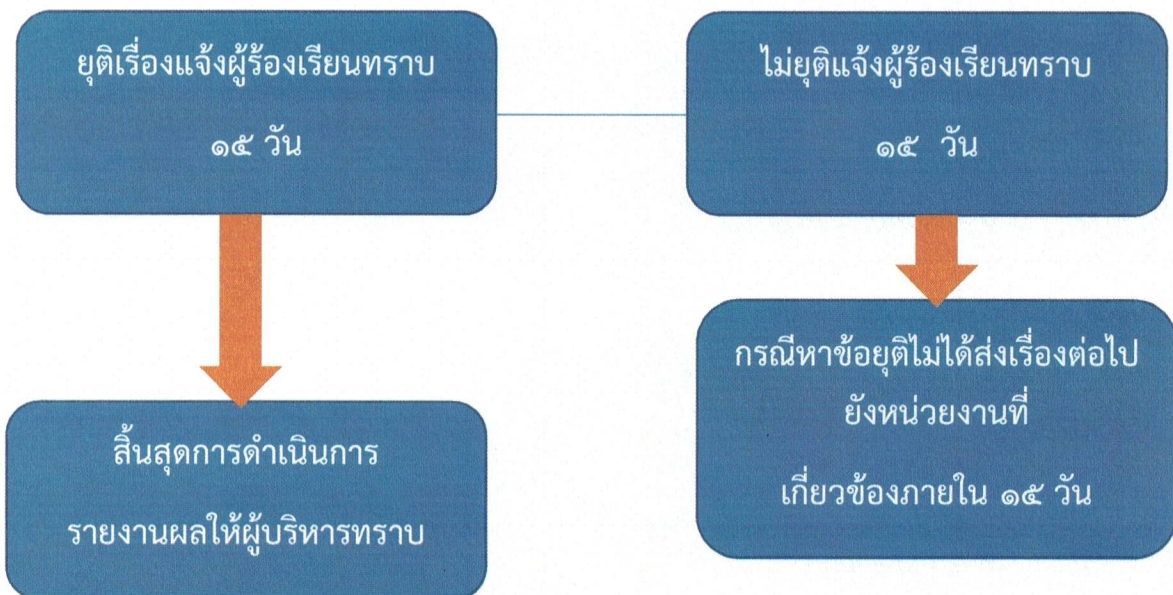 ยุติเรื่องแจ้งผู้ร้องเรียนทราบ
๑๕ วัน
ไม่ยุติแจ้งผู้ร้องเรียนทราบ
๑๕ วัน
สิ้นสุดการดำเนินการ
รายงานผลให้ผู้บริหารทราบ
กรณีหาข้อยุติไม่ได้ส่งเรื่องต่อไป
ยังหน่วยงานที่
เกี่ยวข้องภายใน ๑๕ วัน